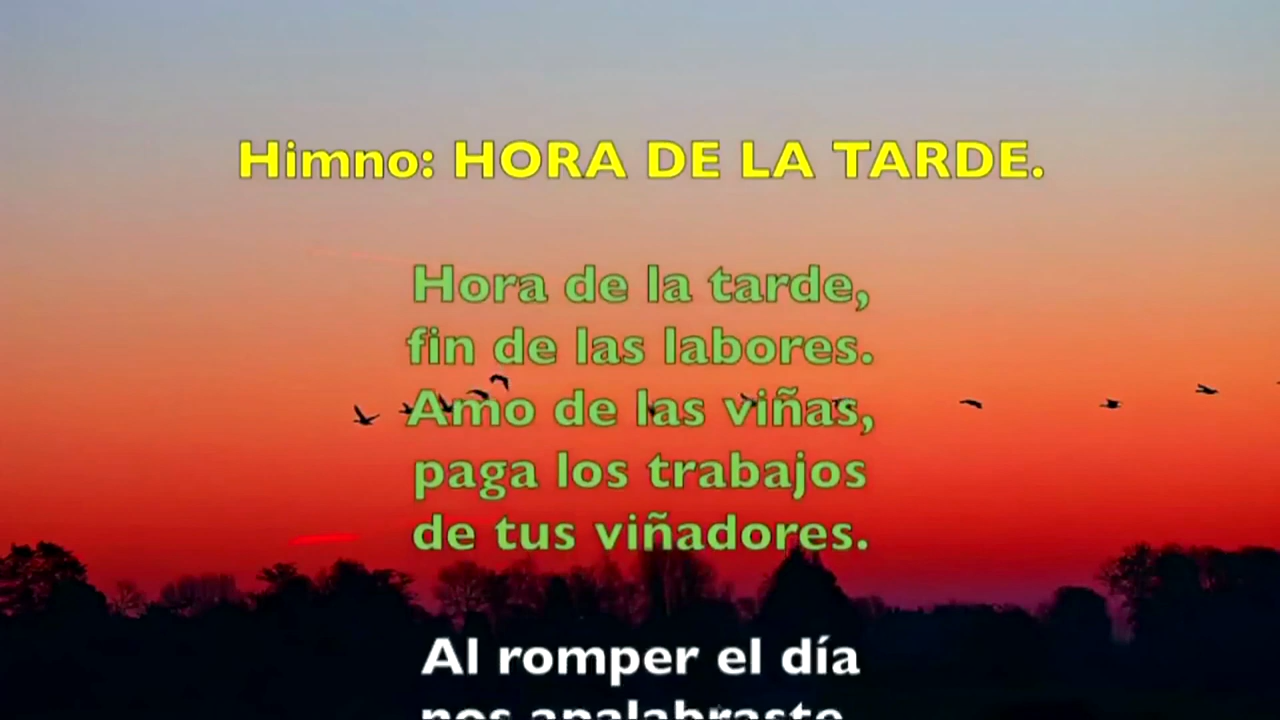 Himno: HORA DE LA TARDE.
Hora de la tarde,
fin de las labores.
Amo de las viñas,
paga los trabajos
de tus viñadores.
Al romper el día
nos apalabraste.